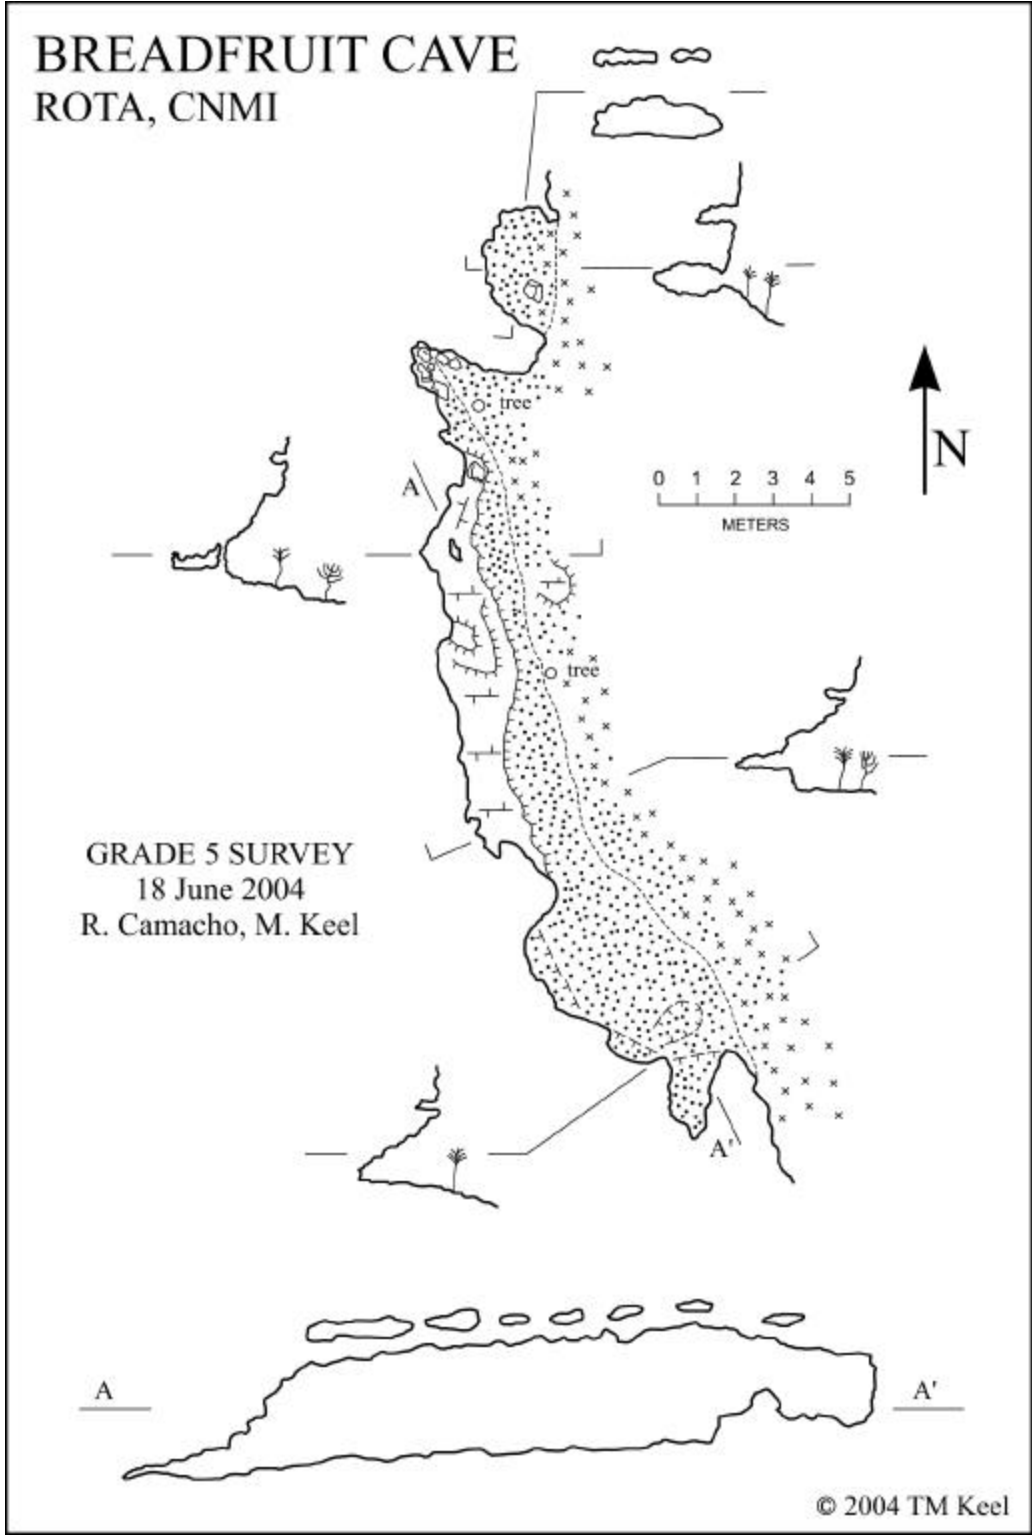 BREADFRUIT CAVE
ROTA, CNMI
tree
A
N
0 1 2 3 4 5
METERS
tree
GRADE 5 SURVEY
18 June 2004
R. Camacho, M. Keel
A'
A
A'
© 2004 TM Keel